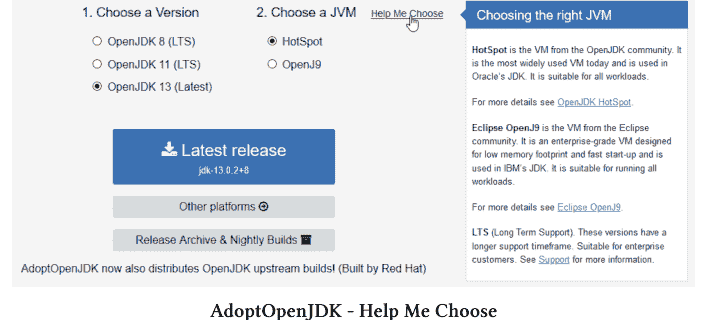 1. Choose a Version
OpenJDK 8 (LTS)
OpenJDK 11 (LTS)
OpenJDK 13 (Latest)
2. Choose a JVM
Help Me Choose
HotSpot
OpenJ9
Latest release
jdk-13.0.2+8
Other platforms
Release Archive & Nightly Builds
AdoptOpenJDK now also distributes OpenJDK upstream builds! (Built by Red Hat)
Choosing the right JVM
HotSpot is the VM from the OpenJDK community. It
is the most widely used VM today and is used in
Oracle's JDK. It is suitable for all workloads.
For more details see OpenJDK HotSpot.
Eclipse OpenJ9 is the VM from the Eclipse
community. It is an enterprise-grade VM designed
for low memory footprint and fast start-up and is
used in IBM's JDK. It is suitable for running all
workloads.
For more details see Eclipse OpenJ9.
LTS (Long Term Support). These versions have a
longer support timeframe. Suitable for enterprise
customers. See Support for more information.
AdoptOpenJDK - Help Me Choose